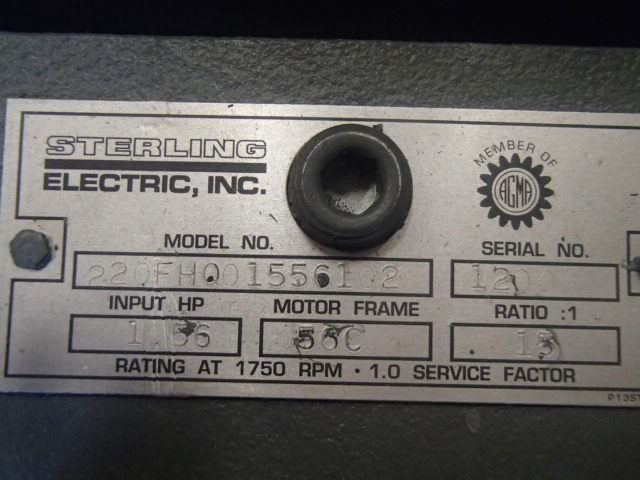 STERLING
ELECTRIC, INC.
MEMBER OF
AGMA
MODEL NO.
SERIAL NO.
220FHQ01556102
INPUT HP
MOTOR FRAME
RATIO :1
56C
15
RATING AT 1750 RPM · 1.0 SERVICE FACTOR